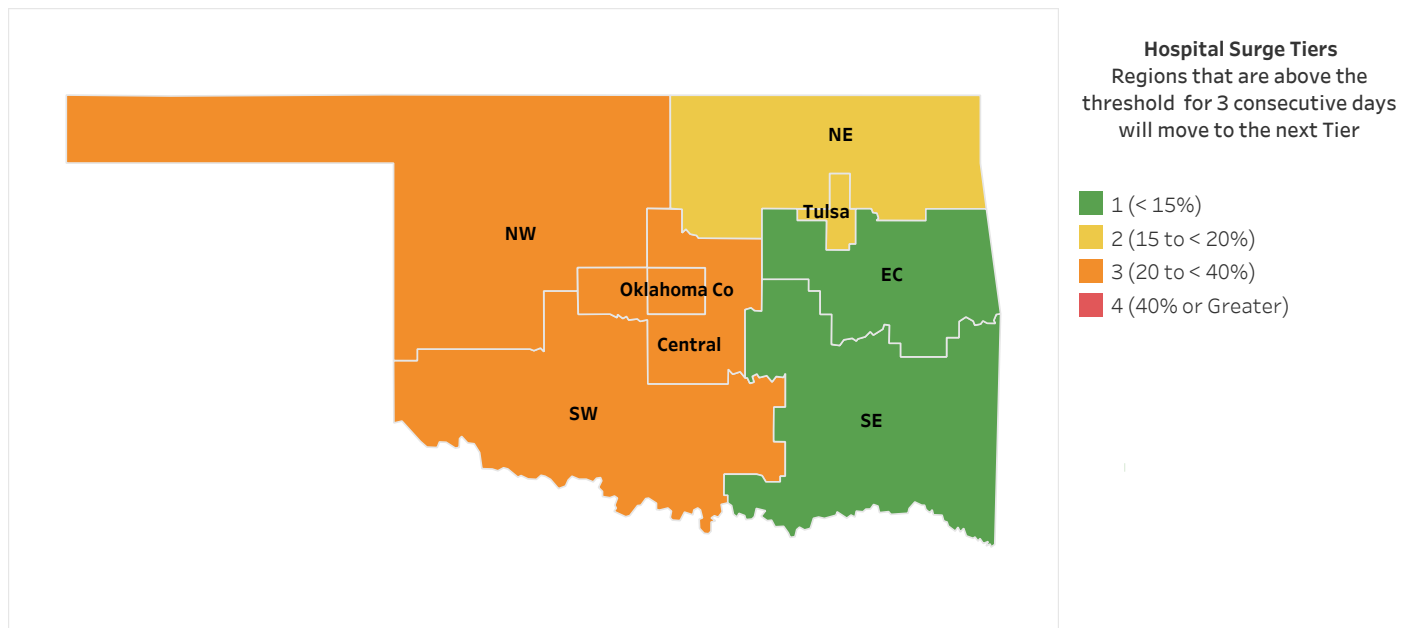 Hospital Surge Tiers
Regions that are above the
threshold for 3 consecutive days
will move to the next Tier
1 (< 15%)
2 (15 to < 20%)
3 (20 to < 40%)
4 (40% or Greater)
NE
Tulsa
NW
EC
Oklahoma Co
Central
SW
SE